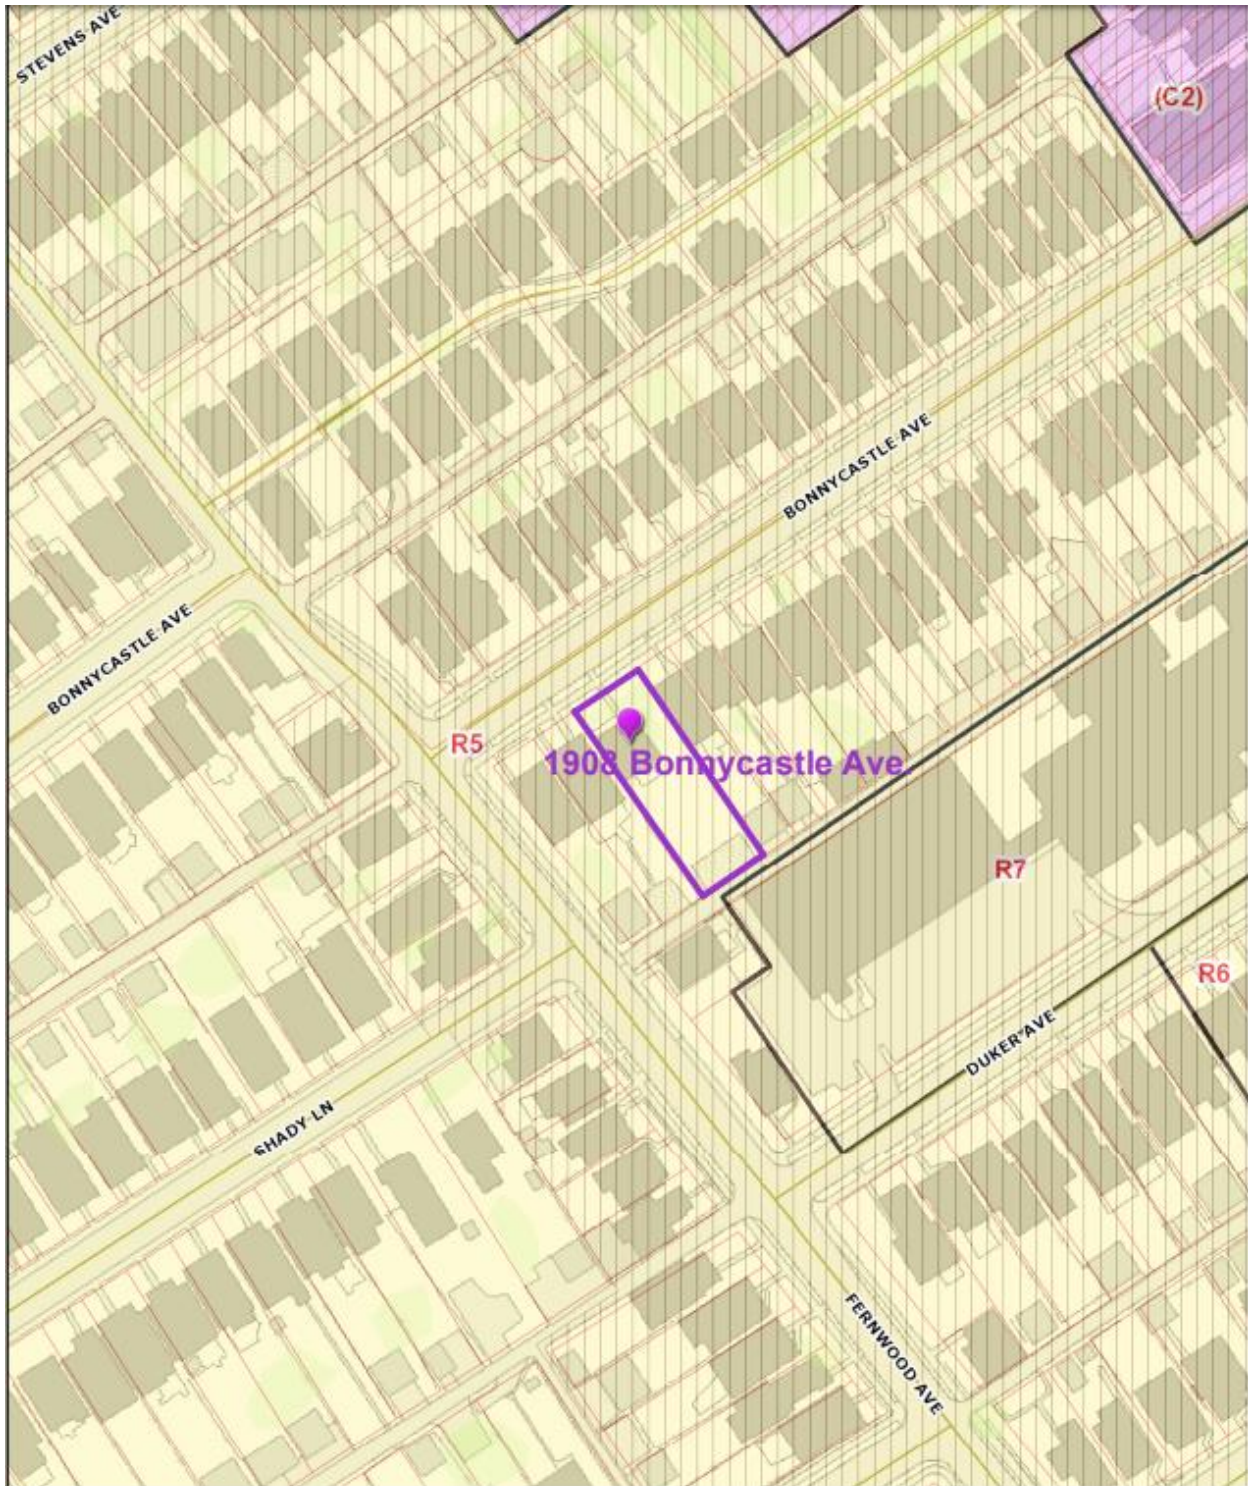 STEVENS AVE
(C2)
BONNYCASTLE AVE
BONNYCASTLE AVE
R5
1908 Bonnycastle Ave.
R7
R6
DUKER AVE
SHADY LN
FERNWOOD AVE